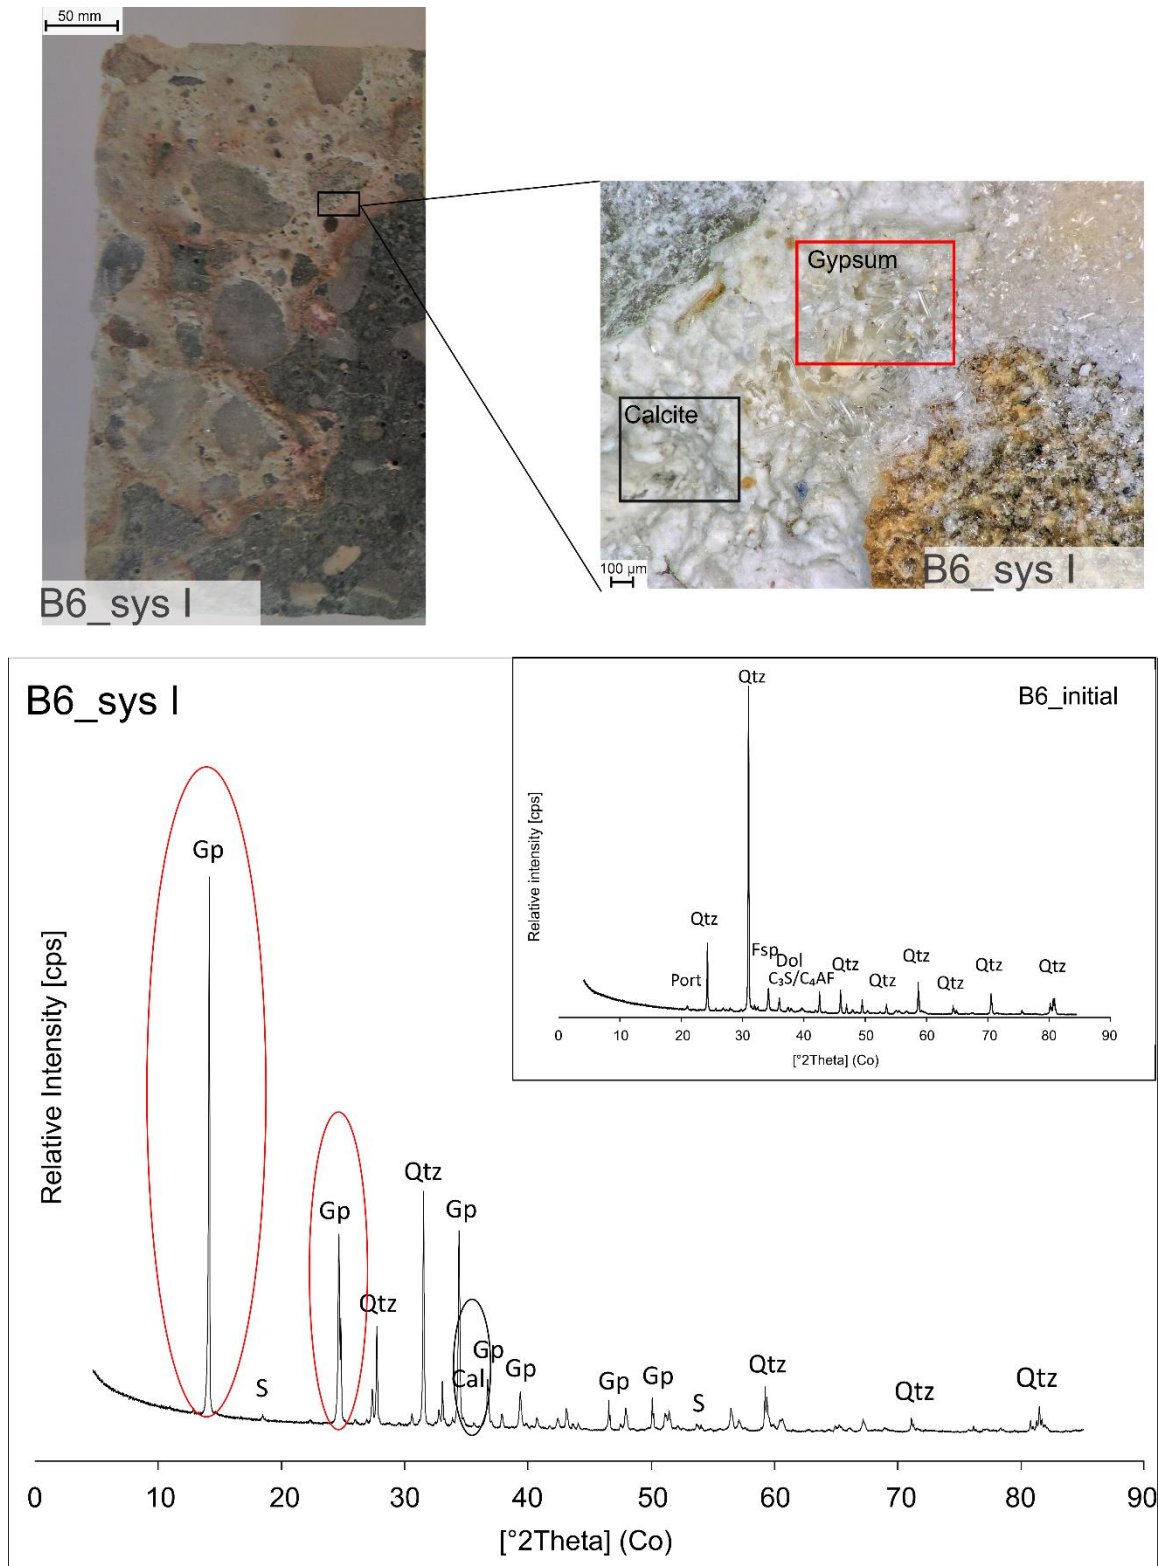 50 mm
B6_sys I
Gypsum
Calcite
100 µm
B6_sys I
B6_sys I
B6_initial
Relative intensity [cps]
Qtz
Qtz
Port
Fsp
Dol
C₃S/C₄AF
Qtz
Qtz
Qtz
Qtz
Qtz
Qtz
0 10 20 30 40 50 60 70 80 90
[°2Theta] (Co)
Relative Intensity [cps]
Gp
S
Gp
Qtz
Qtz
Gp
Gp
Cal
Gp
Gp
Gp
S
Qtz
Qtz
Qtz
0 10 20 30 40 50 60 70 80 90
[°2Theta] (Co)